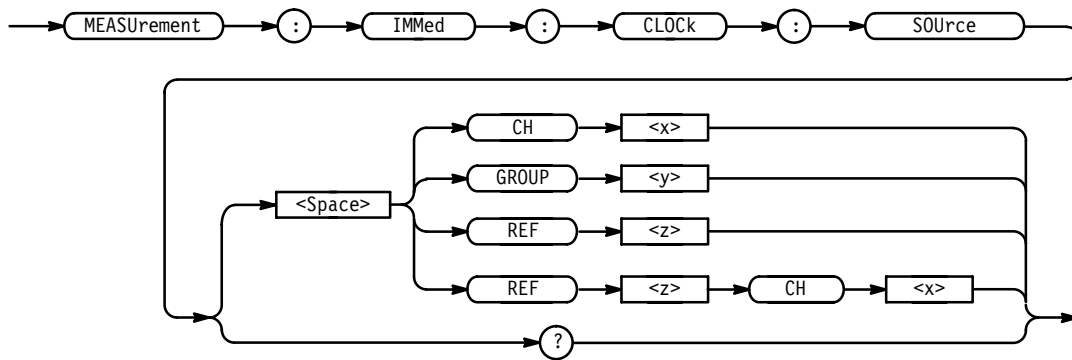 MEASUrement : IMMed : CLOCk : SOUrce
CH <x>
GROUP <y>
<Space>
REF <z>
REF <z> CH <x>
?